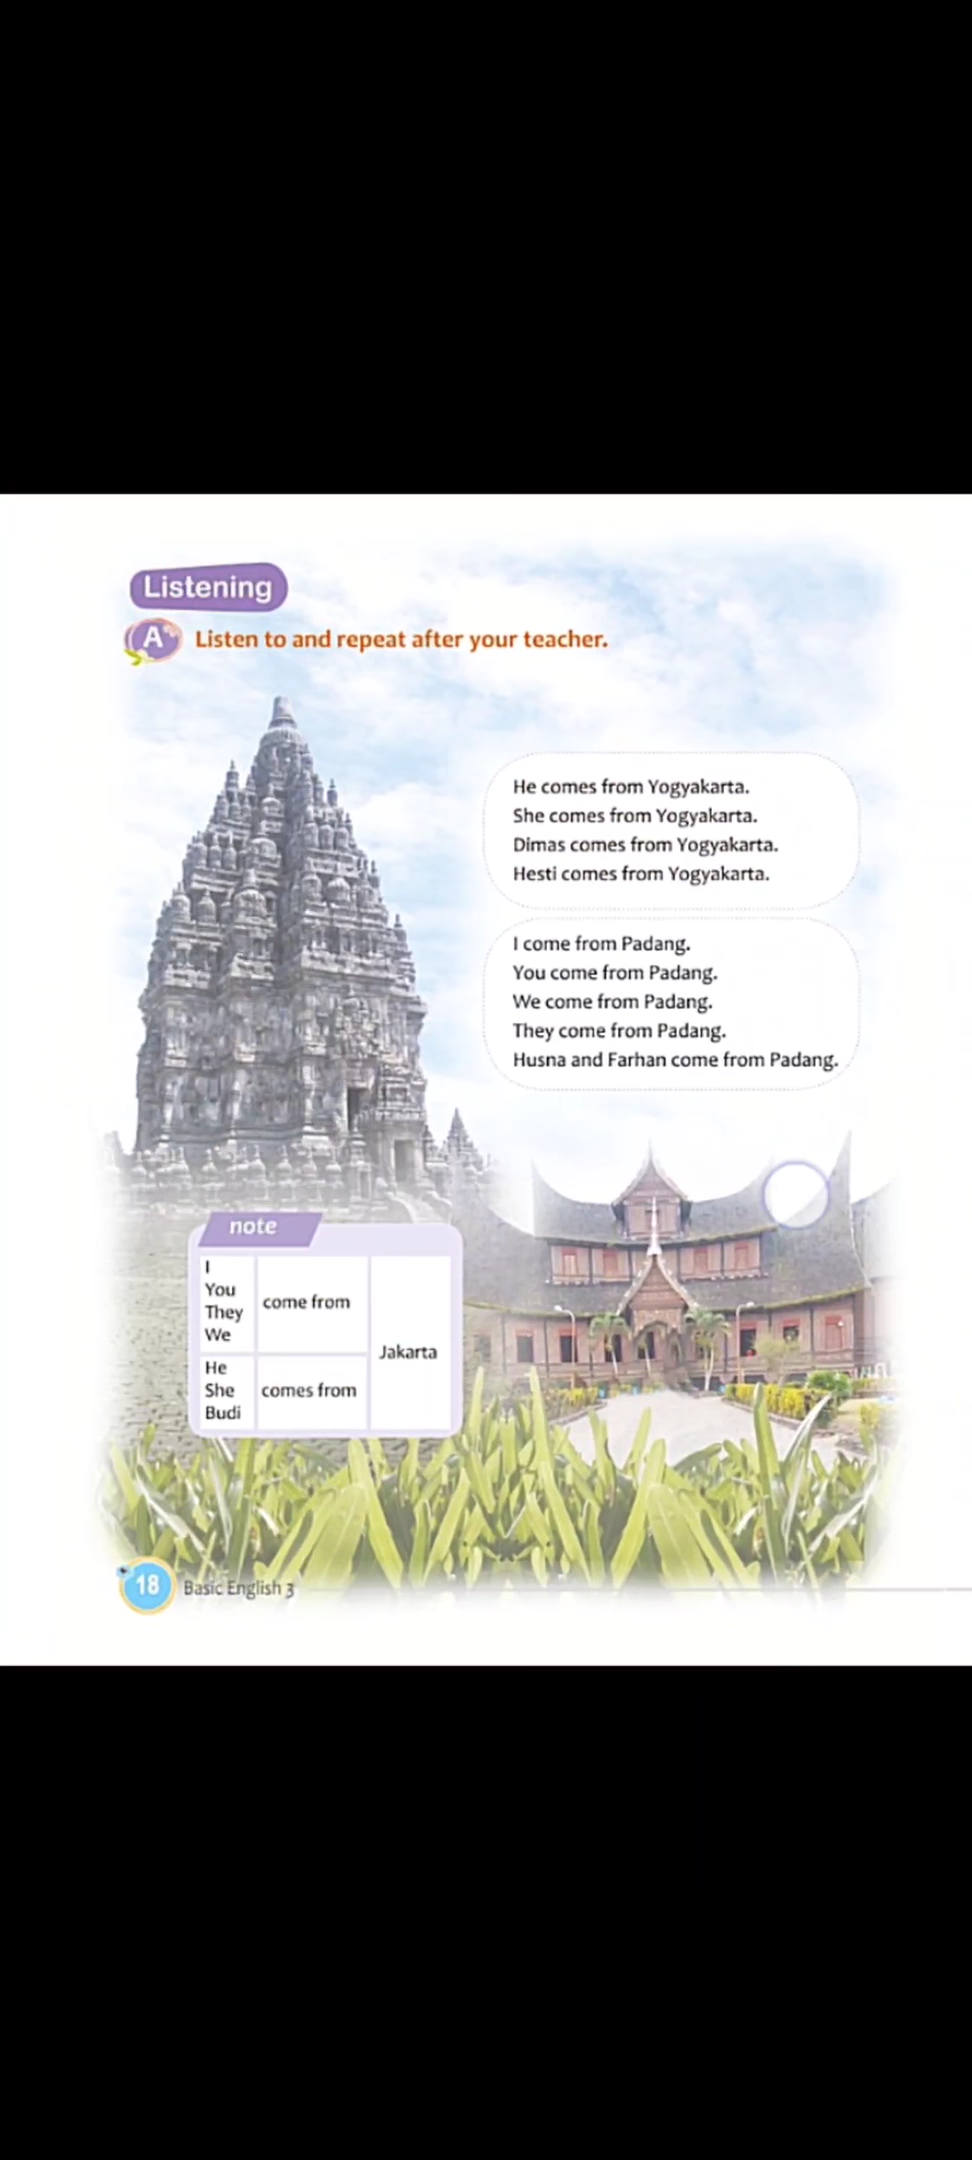 Listening
A Listen to and repeat after your teacher.
He comes from Yogyakarta.
She comes from Yogyakarta.
Dimas comes from Yogyakarta.
Hesti comes from Yogyakarta.
I come from Padang.
You come from Padang.
We come from Padang.
They come from Padang.
Husna and Farhan come from Padang.
note
I
You
They
We
come from
He
She
Budi
comes from
Jakarta
18 Basic English 3